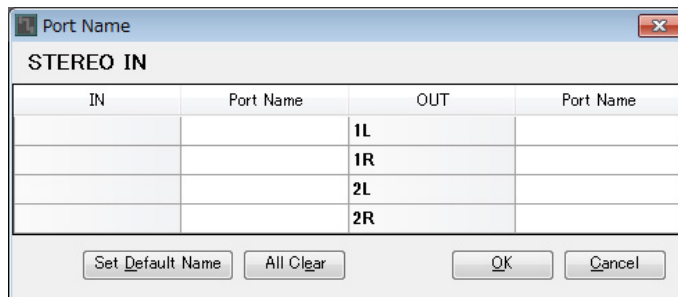 Port Name
STEREO IN
IN Port Name OUT Port Name
1L
1R
2L
2R
Set Default Name All Clear OK Cancel